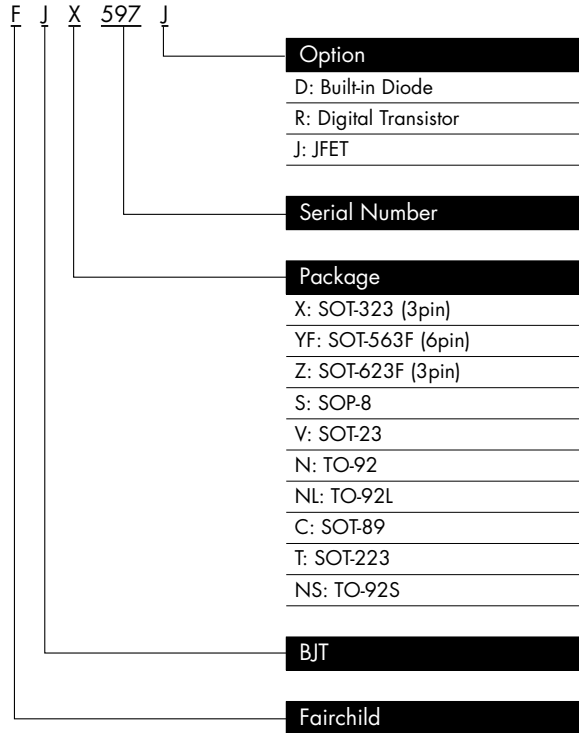 F J X 597 J
Option
D: Built-in Diode
R: Digital Transistor
J: JFET
Serial Number
Package
X: SOT-323 (3pin)
YF: SOT-563F (6pin)
Z: SOT-623F (3pin)
S: SOP-8
V: SOT-23
N: TO-92
NL: TO-92L
C: SOT-89
T: SOT-223
NS: TO-92S
BJT
Fairchild